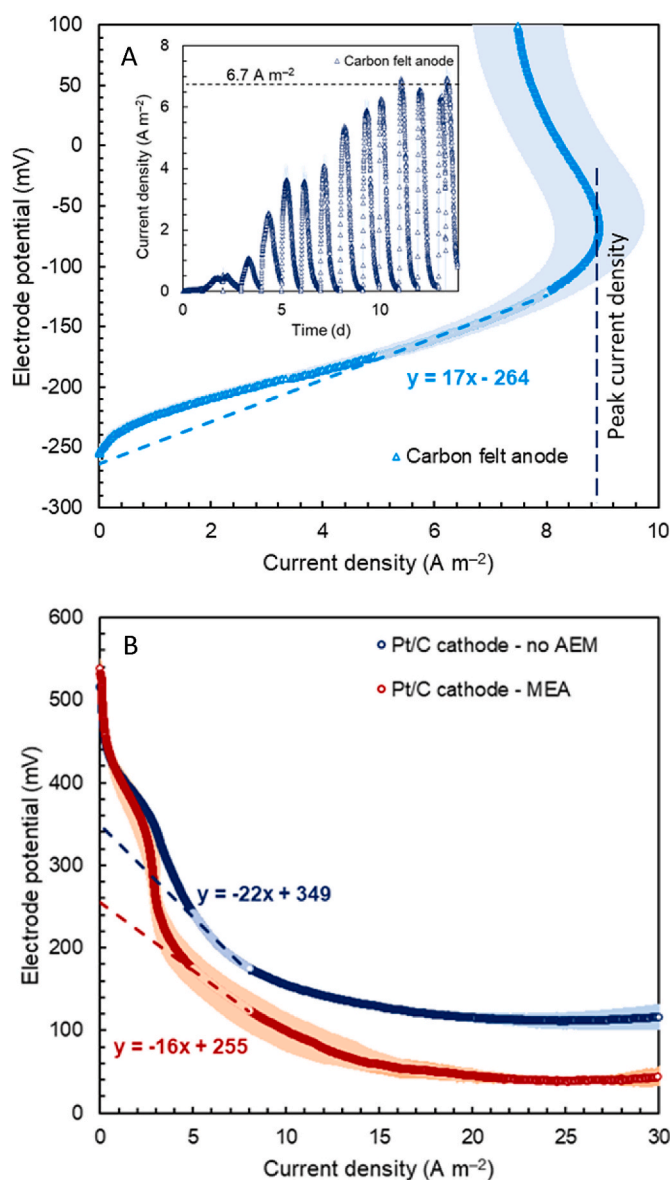 A
100
50
0
-50
-100
-150
-200
-250
-300
Electrode potential (mV)
8
6
4
2
0
Current density (A m⁻²)
6.7 A m⁻²
Carbon felt anode
0 5 10
Time (d)
y = 17x - 264
Carbon felt anode
Peak current density
0 2 4 6 8 10
Current density (A m⁻²)
B
600
500
400
300
200
100
0
Electrode potential (mV)
Pt/C cathode - no AEM
Pt/C cathode - MEA
y = -22x + 349
y = -16x + 255
0 5 10 15 20 25 30
Current density (A m⁻²)